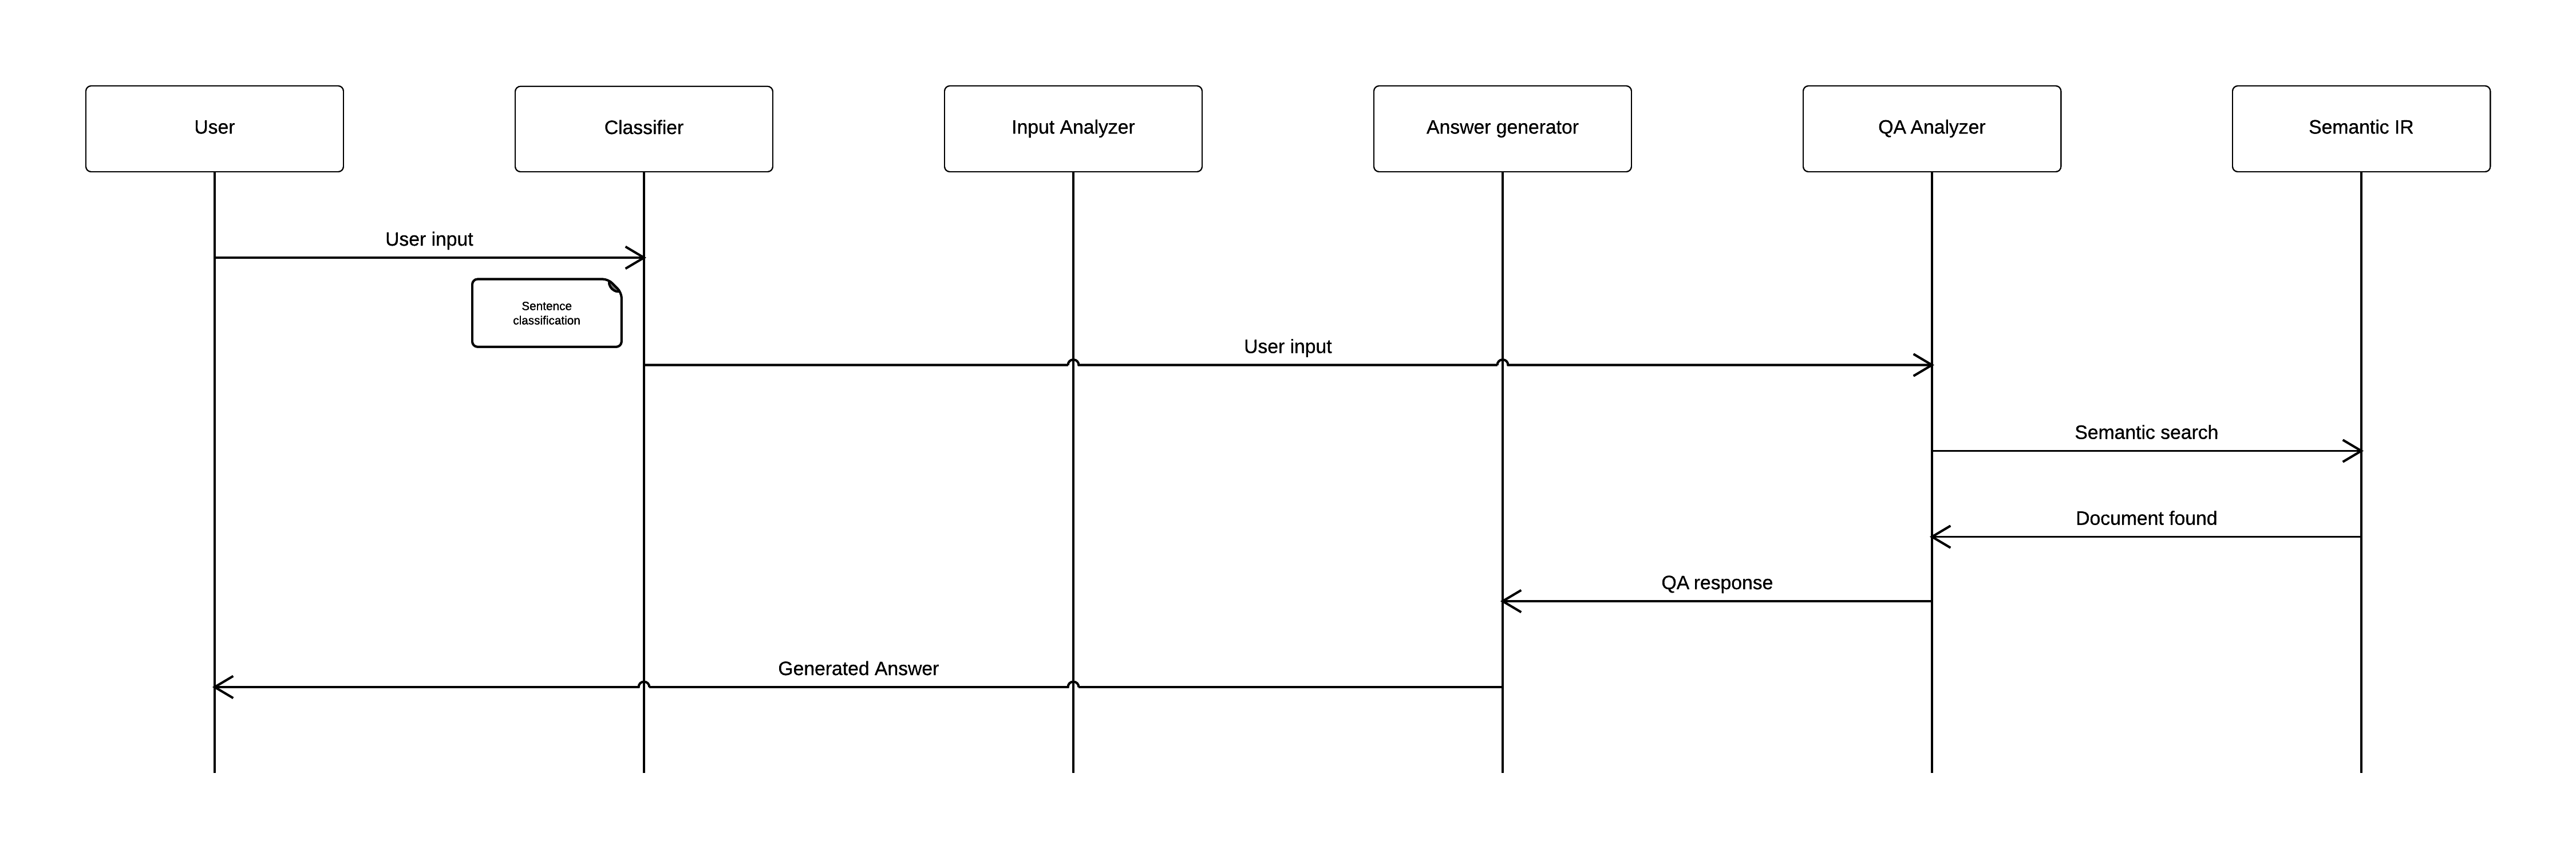 User
Classifier
Input Analyzer
Answer generator
QA Analyzer
Semantic IR
User input
Sentence
classification
User input
Semantic search
Document found
QA response
Generated Answer